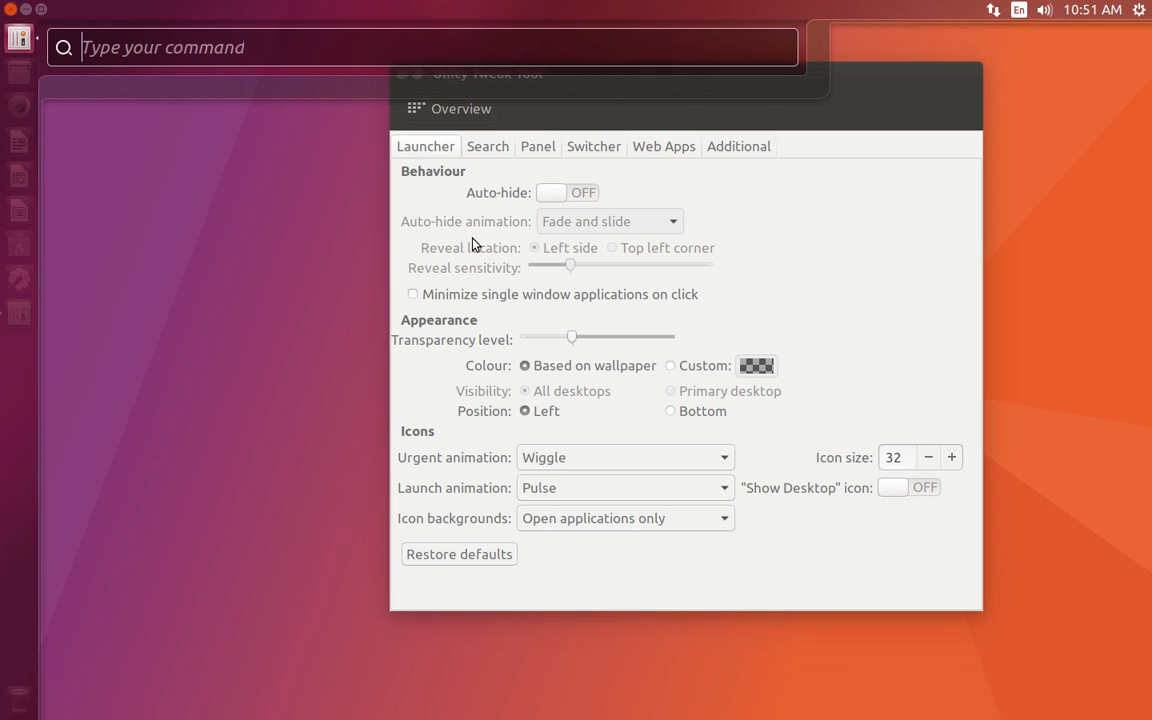 En 10:51 AM
Type your command
Unity Tweak Tool
Overview
Launcher Search Panel Switcher Web Apps Additional
Behaviour
Auto-hide: OFF
Auto-hide animation: Fade and slide
Reveal location: Left side Top left corner
Reveal sensitivity:
Minimize single window applications on click
Appearance
Transparency level:
Colour: Based on wallpaper Custom:
Visibility: All desktops Primary desktop
Position: Left Bottom
Icons
Urgent animation: Wiggle Icon size: 32 − +
Launch animation: Pulse "Show Desktop" icon: OFF
Icon backgrounds: Open applications only
Restore defaults